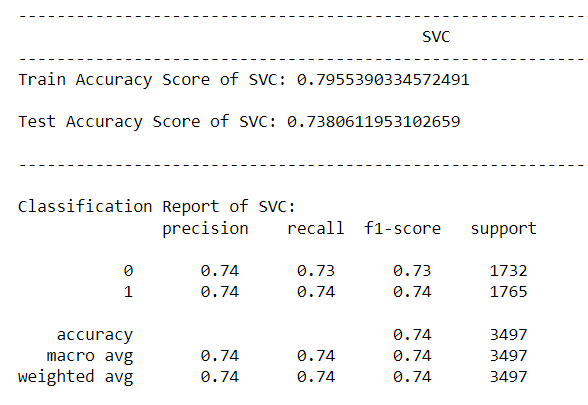 SVC
Train Accuracy Score of SVC: 0.7955390334572491
Test Accuracy Score of SVC: 0.7380611953102659
Classification Report of SVC:
precision recall f1-score support
0 0.74 0.73 0.73 1732
1 0.74 0.74 0.74 1765
accuracy 0.74 3497
macro avg 0.74 0.74 0.74 3497
weighted avg 0.74 0.74 0.74 3497